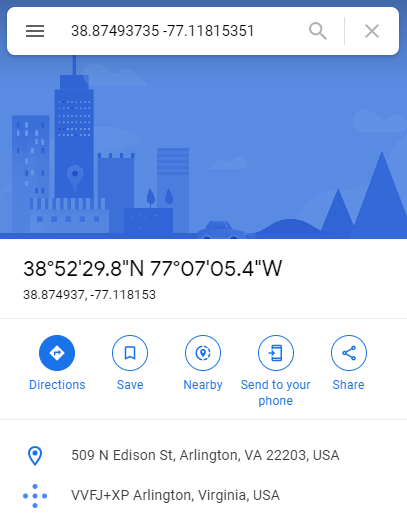 38.87493735 -77.11815351
38°52'29.8"N 77°07'05.4"W
38.874937, -77.118153
Directions
Save
Nearby
Send to your
phone
Share
509 N Edison St, Arlington, VA 22203, USA
VVFJ+XP Arlington, Virginia, USA